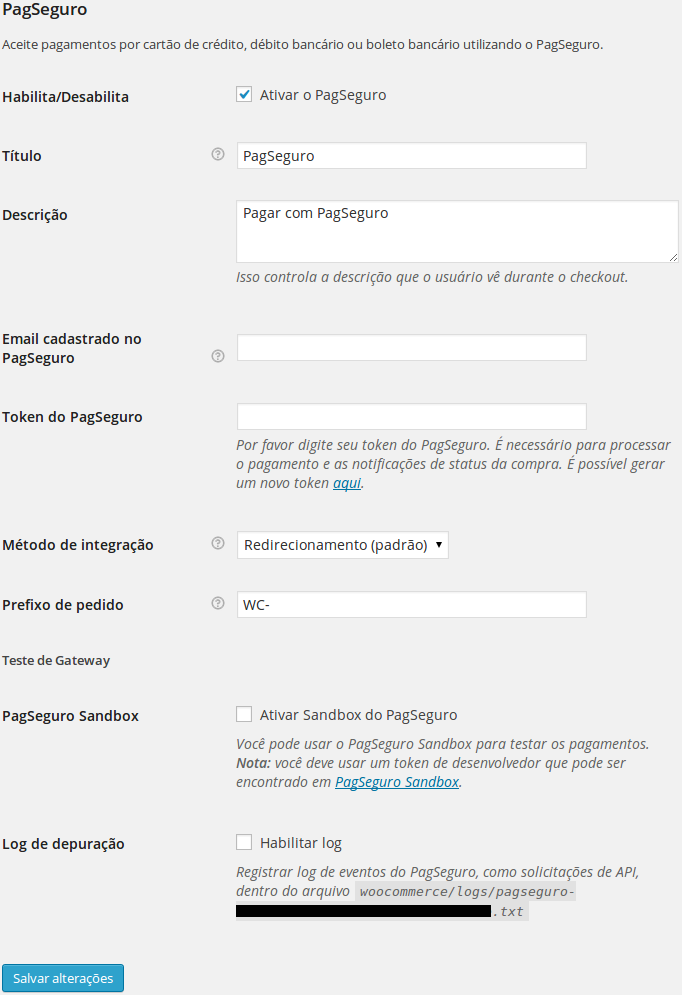 PagSeguro
Aceite pagamentos por cartão de crédito, débito bancário ou boleto bancário utilizando o PagSeguro.
Habilita/Desabilita
Ativar o PagSeguro
Título
PagSeguro
Descrição
Pagar com PagSeguro
Isso controla a descrição que o usuário vê durante o checkout.
Email cadastrado no
PagSeguro
Token do PagSeguro
Por favor digite seu token do PagSeguro. É necessário para processar
o pagamento e as notificações de status da compra. É possível gerar
um novo token aqui.
Método de integração
Redirecionamento (padrão)
Prefixo de pedido
WC-
Teste de Gateway
PagSeguro Sandbox
Ativar Sandbox do PagSeguro
Você pode usar o PagSeguro Sandbox para testar os pagamentos.
Nota: você deve usar um token de desenvolvedor que pode ser
encontrado em PagSeguro Sandbox.
Log de depuração
Habilitar log
Registrar log de eventos do PagSeguro, como solicitações de API,
dentro do arquivo woocommerce/logs/pagseguro-
.txt
Salvar alterações